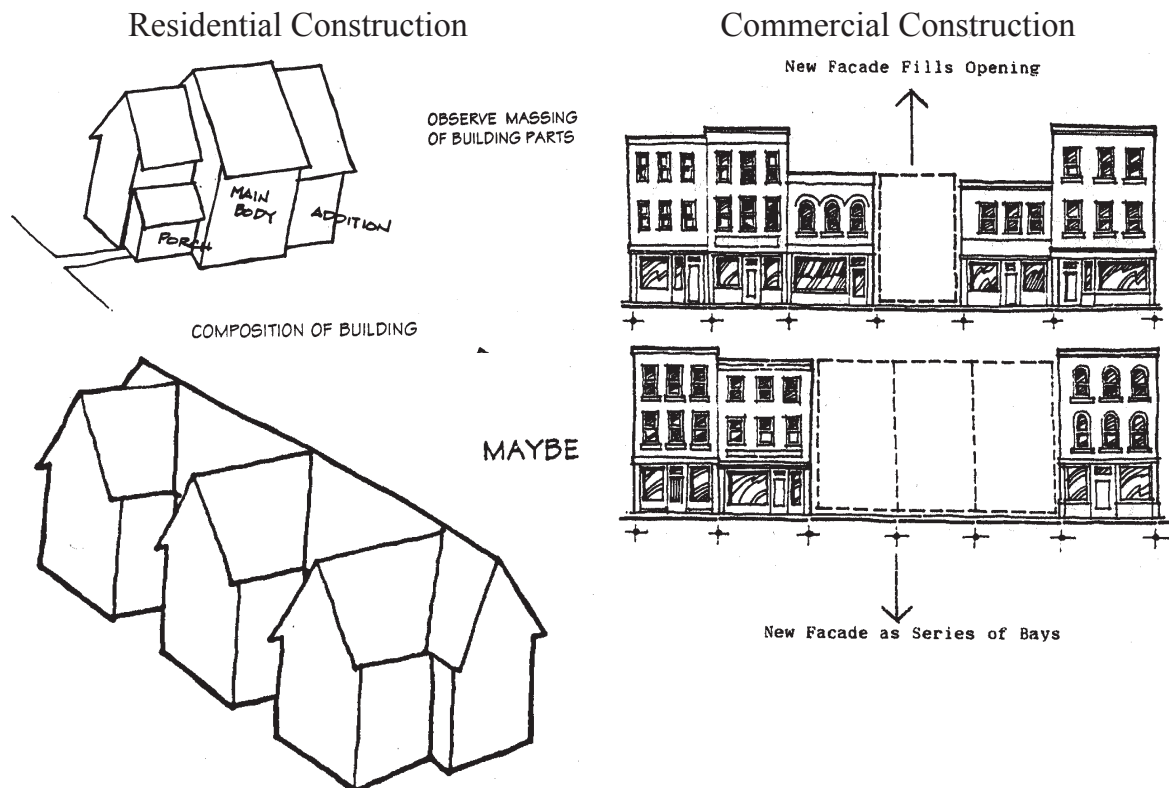 Residential Construction
OBSERVE MASSING
OF BUILDING PARTS
MAIN
BODY
ADDITION
PORCH
COMPOSITION OF BUILDING
MAYBE
Commercial Construction
New Facade Fills Opening
New Facade as Series of Bays